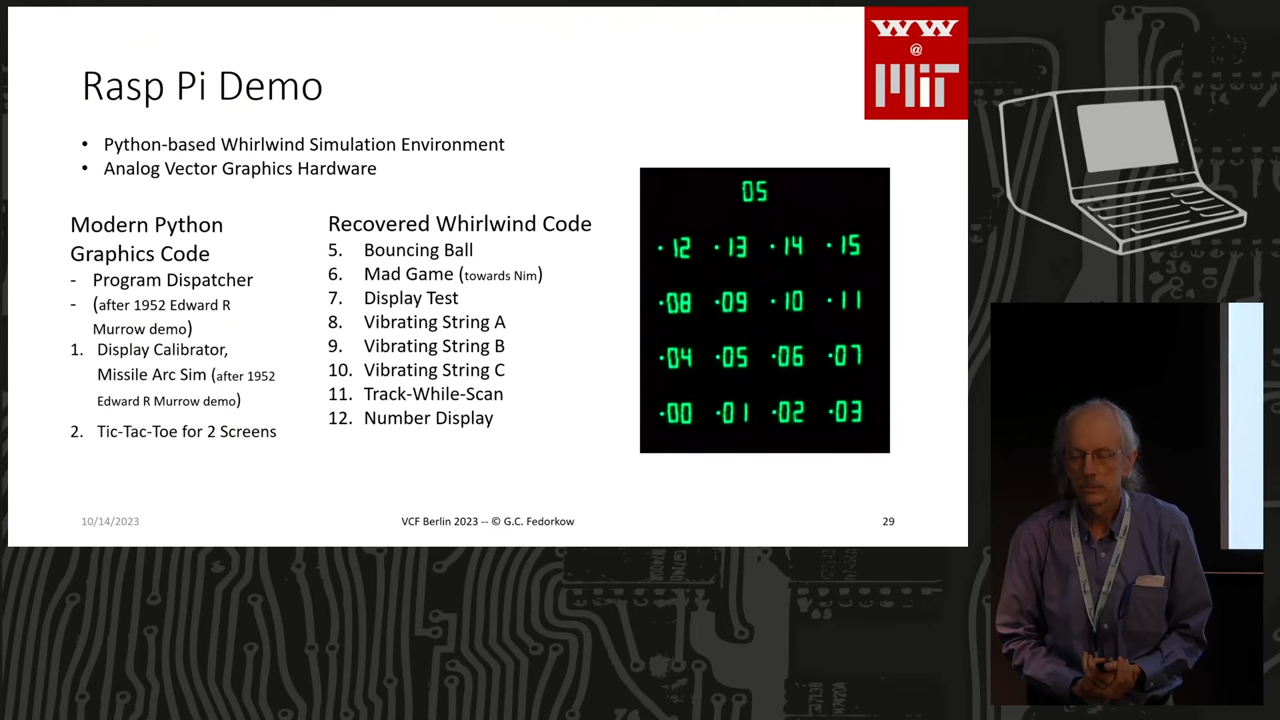 WW
@
MIT
Rasp Pi Demo
• Python-based Whirlwind Simulation Environment
• Analog Vector Graphics Hardware
Modern Python
Graphics Code
- Program Dispatcher
- (after 1952 Edward R
Murrow demo)
1. Display Calibrator,
Missile Arc Sim (after 1952
Edward R Murrow demo)
2. Tic-Tac-Toe for 2 Screens
Recovered Whirlwind Code
5. Bouncing Ball
6. Mad Game (towards Nim)
7. Display Test
8. Vibrating String A
9. Vibrating String B
10. Vibrating String C
11. Track-While-Scan
12. Number Display
05
·12 ·13 ·14 ·15
·08 ·09 ·10 ·11
·04 ·05 ·06 ·07
·00 ·01 ·02 ·03
10/14/2023
VCF Berlin 2023 -- © G.C. Fedorkow
29